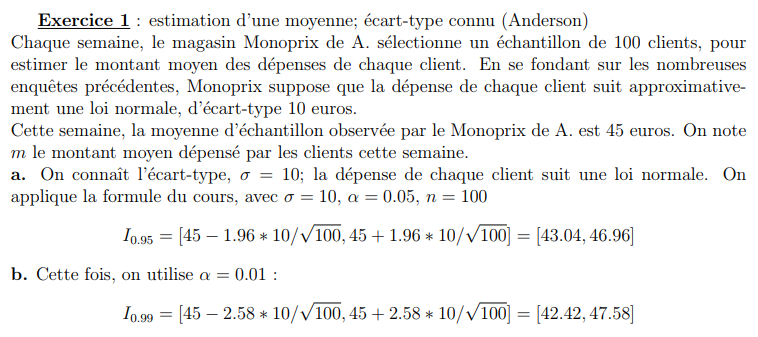 Exercice 1 : estimation d'une moyenne; écart-type connu (Anderson)
Chaque semaine, le magasin Monoprix de A. sélectionne un échantillon de 100 clients, pour
estimer le montant moyen des dépenses de chaque client. En se fondant sur les nombreuses
enquêtes précédentes, Monoprix suppose que la dépense de chaque client suit approximative-
ment une loi normale, d'écart-type 10 euros.
Cette semaine, la moyenne d'échantillon observée par le Monoprix de A. est 45 euros. On note
m le montant moyen dépensé par les clients cette semaine.
a. On connaît l'écart-type, σ = 10; la dépense de chaque client suit une loi normale. On
applique la formule du cours, avec σ = 10, α = 0.05, n = 100
I0.95 = [45 − 1.96 ∗ 10/√100, 45 + 1.96 ∗ 10/√100] = [43.04, 46.96]
b. Cette fois, on utilise α = 0.01 :
I0.99 = [45 − 2.58 ∗ 10/√100, 45 + 2.58 ∗ 10/√100] = [42.42, 47.58]